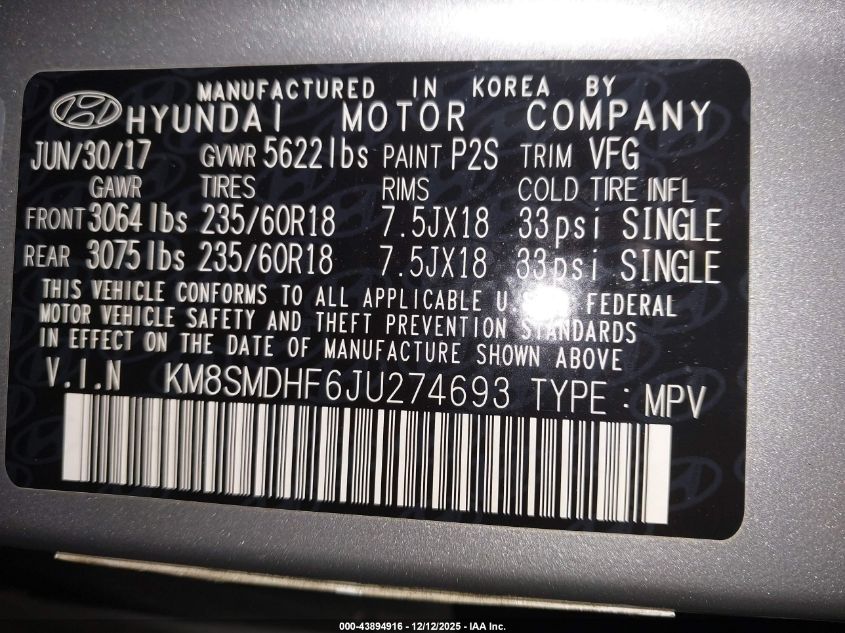 MANUFACTURED IN KOREA BY
HYUNDAI MOTOR COMPANY
JUN/30/17 GVWR 5622lbs PAINT P2S TRIM VFG
GAWR TIRES RIMS COLD TIRE INFL
FRONT 3064lbs 235/60R18 7.5JX18 33psi SINGLE
REAR 3075lbs 235/60R18 7.5JX18 33psi SINGLE
THIS VEHICLE CONFORMS TO ALL APPLICABLE U.S. FEDERAL
MOTOR VEHICLE SAFETY AND THEFT PREVENTION STANDARDS
IN EFFECT ON THE DATE OF MANUFACTURE SHOWN ABOVE
V.I.N KM8SMDHF6JU274693 TYPE : MPV
000-43894916 - 12/12/2025 - IAA Inc.